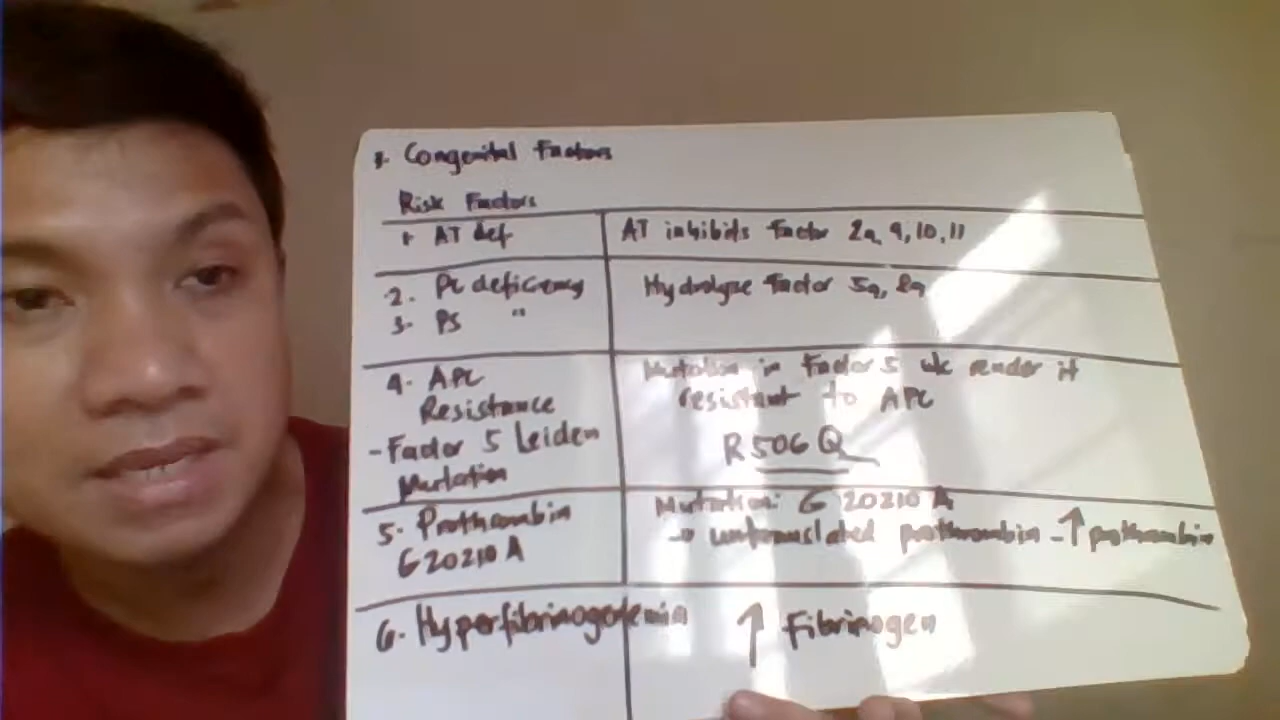 3. Congenital Factors
Risk Factors
1. AT def
AT inhibits Factor 2a, 9, 10, 11
2. PC deficiency
3. PS "
Hydrolyze Factor 5a, 8a
4. APC
Resistance
- Factor 5 Leiden
Mutation
Mutation in Factor 5 wc render it
resistant to APC
R506Q
5. Prothrombin
G20210A
Mutation: G 20210 A
→ untranslated prothrombin - ↑ prothrombin
6. Hyperfibrinogenemia
↑ Fibrinogen